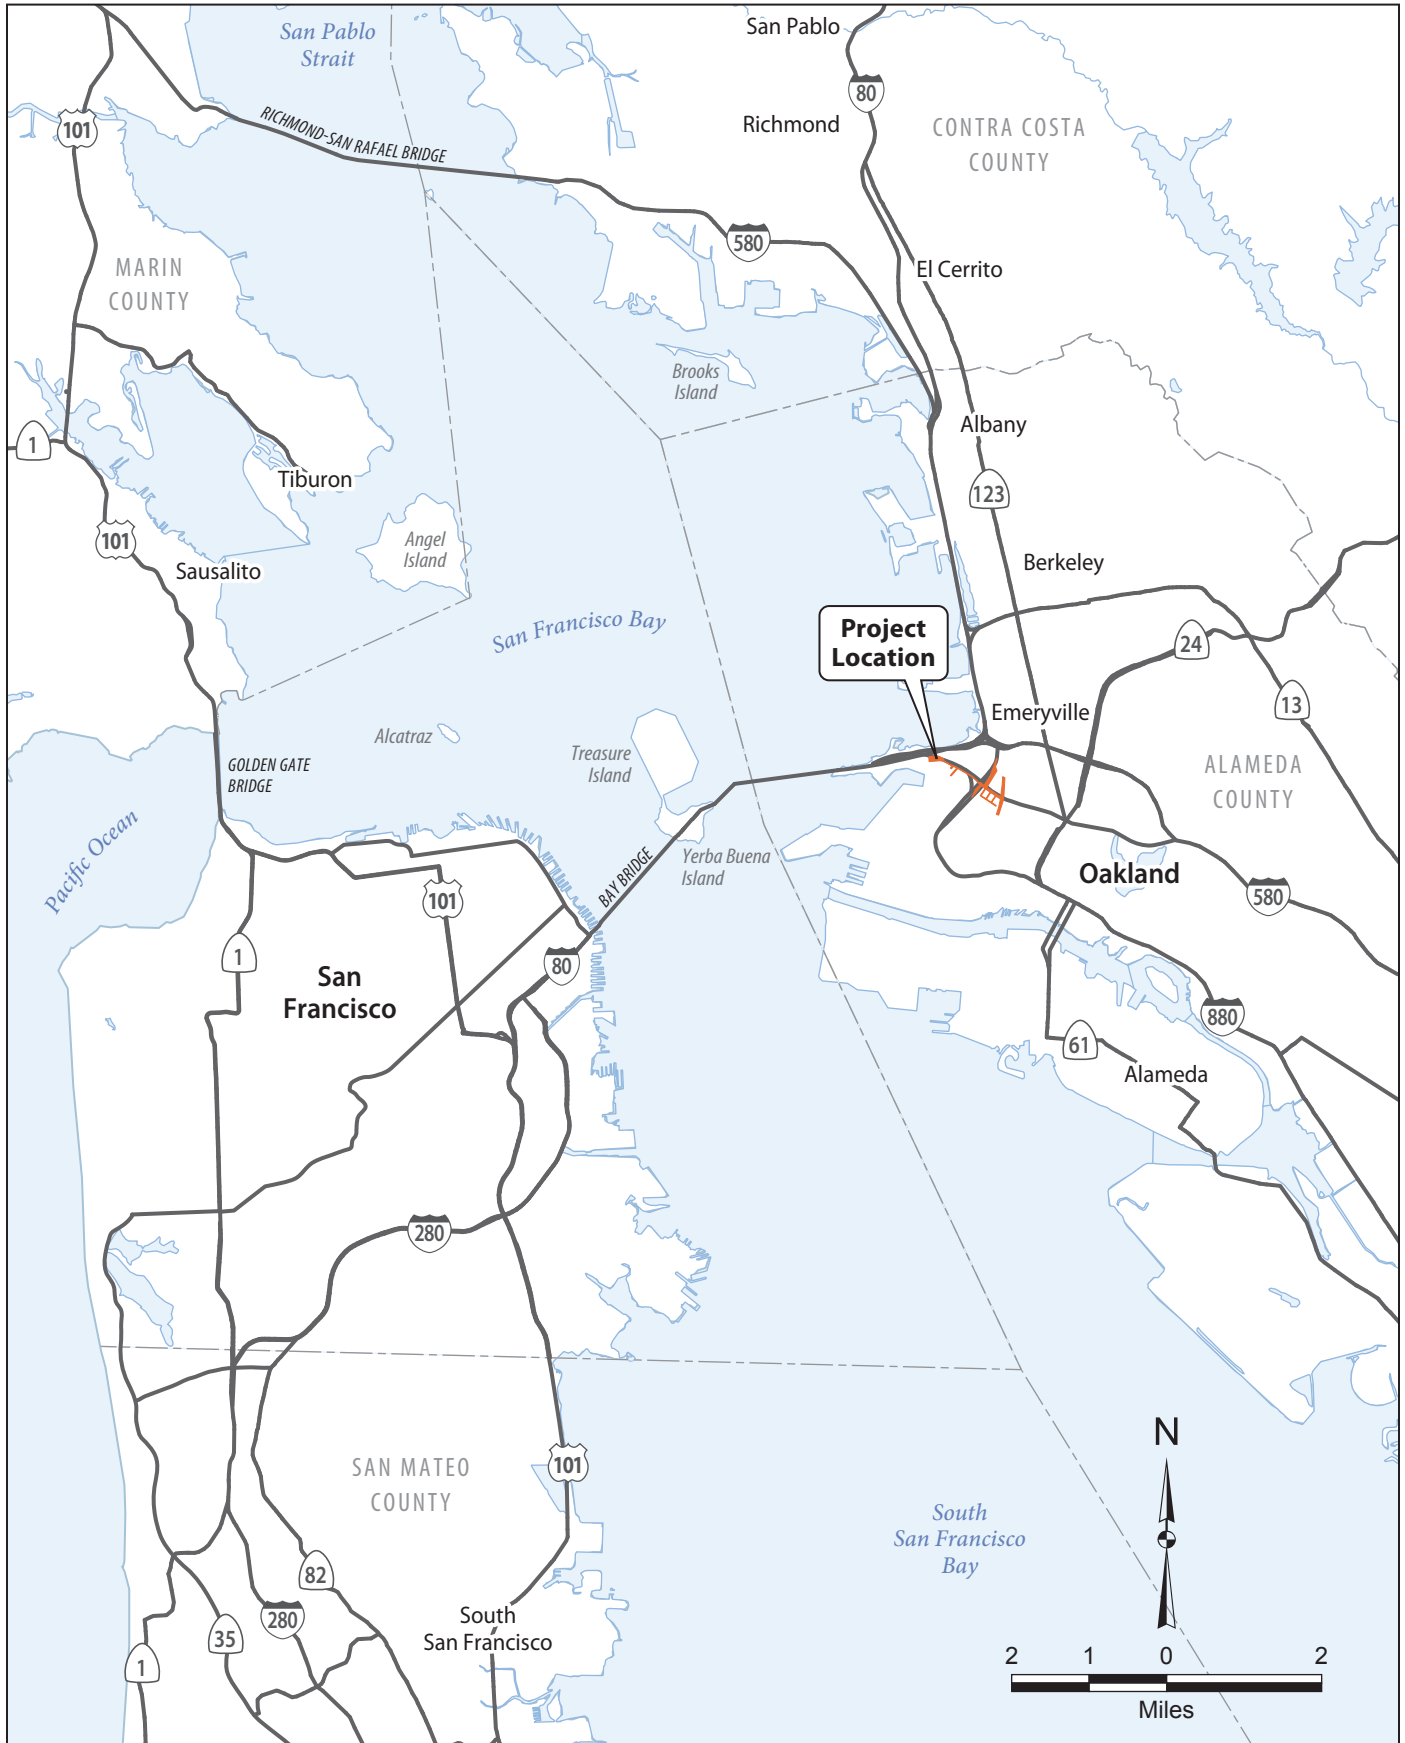 San Pablo
Strait
San Pablo
80
101
Richmond
CONTRA COSTA
COUNTY
RICHMOND-SAN RAFAEL BRIDGE
580
El Cerrito
MARIN
COUNTY
Brooks
Island
1
Albany
Tiburon
123
101
Angel
Island
Sausalito
Berkeley
San Francisco Bay
Project
Location
24
13
Emeryville
Alcatraz
Treasure
Island
GOLDEN GATE
BRIDGE
ALAMEDA
COUNTY
Pacific Ocean
Yerba Buena
Island
BAY BRIDGE
Oakland
101
580
1
80
San
Francisco
880
61
Alameda
280
101
SAN MATEO
COUNTY
N
South
San Francisco
Bay
82
280
35
South
San Francisco
1
2 1 0 2
Miles